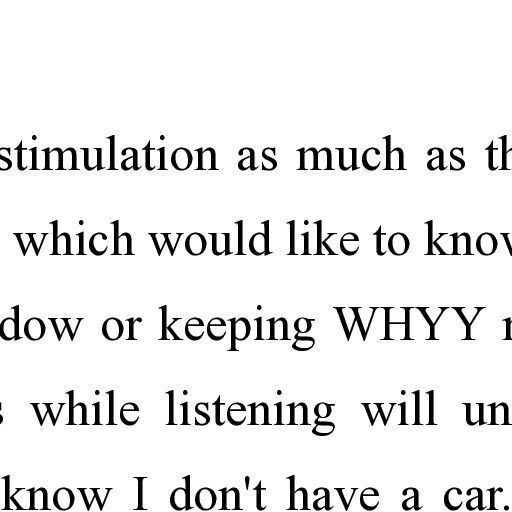 stimulation as much as th
which would like to know
dow or keeping WHYY
while listening will un
know I don't have a car.